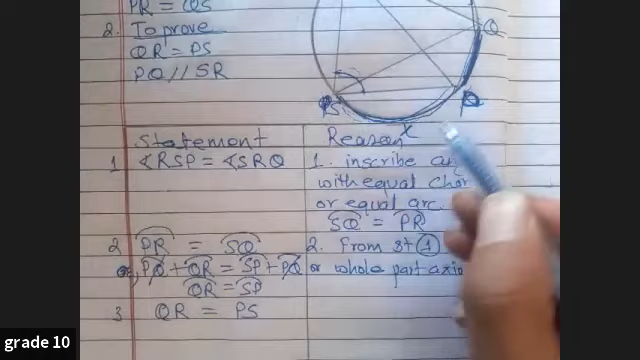 PR = QS
2. To prove
QR = PS
PQ // SR
Q
S
Statement
Reason
1 ∢RSP = ∢SRQ
1. inscribe
with equal
or equal arc.
SQ = PR
2 PR = SQ
2. from st (1)
or, PQ + QR = SP + PQ
or whole part axio
QR = SP
3 QR = PS
grade 10